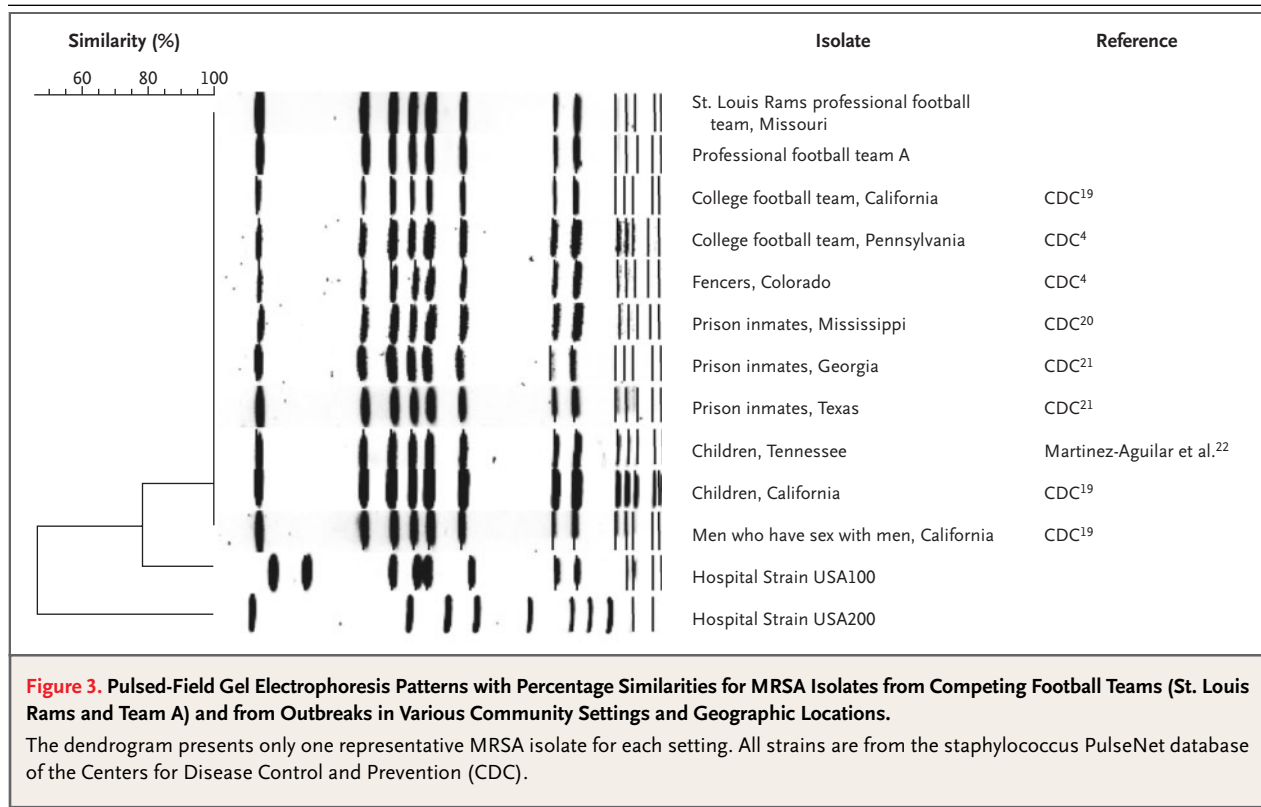 Similarity (%)
Isolate
Reference
60 80 100
St. Louis Rams professional football
team, Missouri
Professional football team A
College football team, California CDC19
College football team, Pennsylvania CDC4
Fencers, Colorado CDC4
Prison inmates, Mississippi CDC20
Prison inmates, Georgia CDC21
Prison inmates, Texas CDC21
Children, Tennessee Martinez-Aguilar et al.22
Children, California CDC19
Men who have sex with men, California CDC19
Hospital Strain USA100
Hospital Strain USA200
Figure 3. Pulsed-Field Gel Electrophoresis Patterns with Percentage Similarities for MRSA Isolates from Competing Football Teams (St. Louis
Rams and Team A) and from Outbreaks in Various Community Settings and Geographic Locations.
The dendrogram presents only one representative MRSA isolate for each setting. All strains are from the staphylococcus PulseNet database
of the Centers for Disease Control and Prevention (CDC).